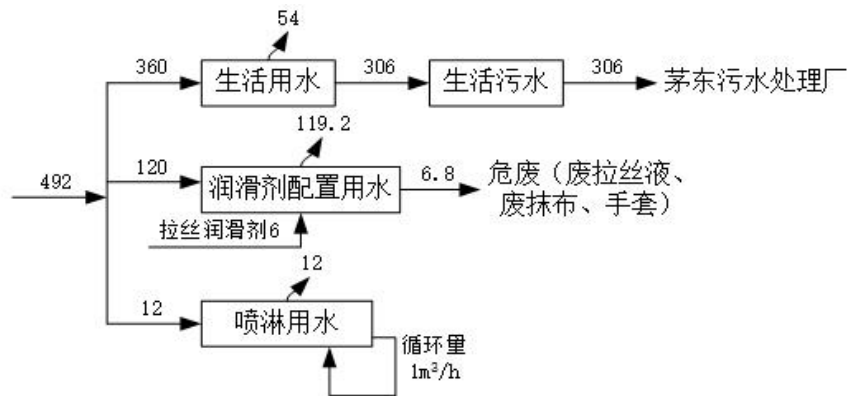 54
360
生活用水
306
生活污水
306
茅东污水处理厂
119.2
492
120
润滑剂配置用水
6.8
危废（废拉丝液、
废抹布、手套）
拉丝润滑剂6
12
12
喷淋用水
循环量
1m³/h